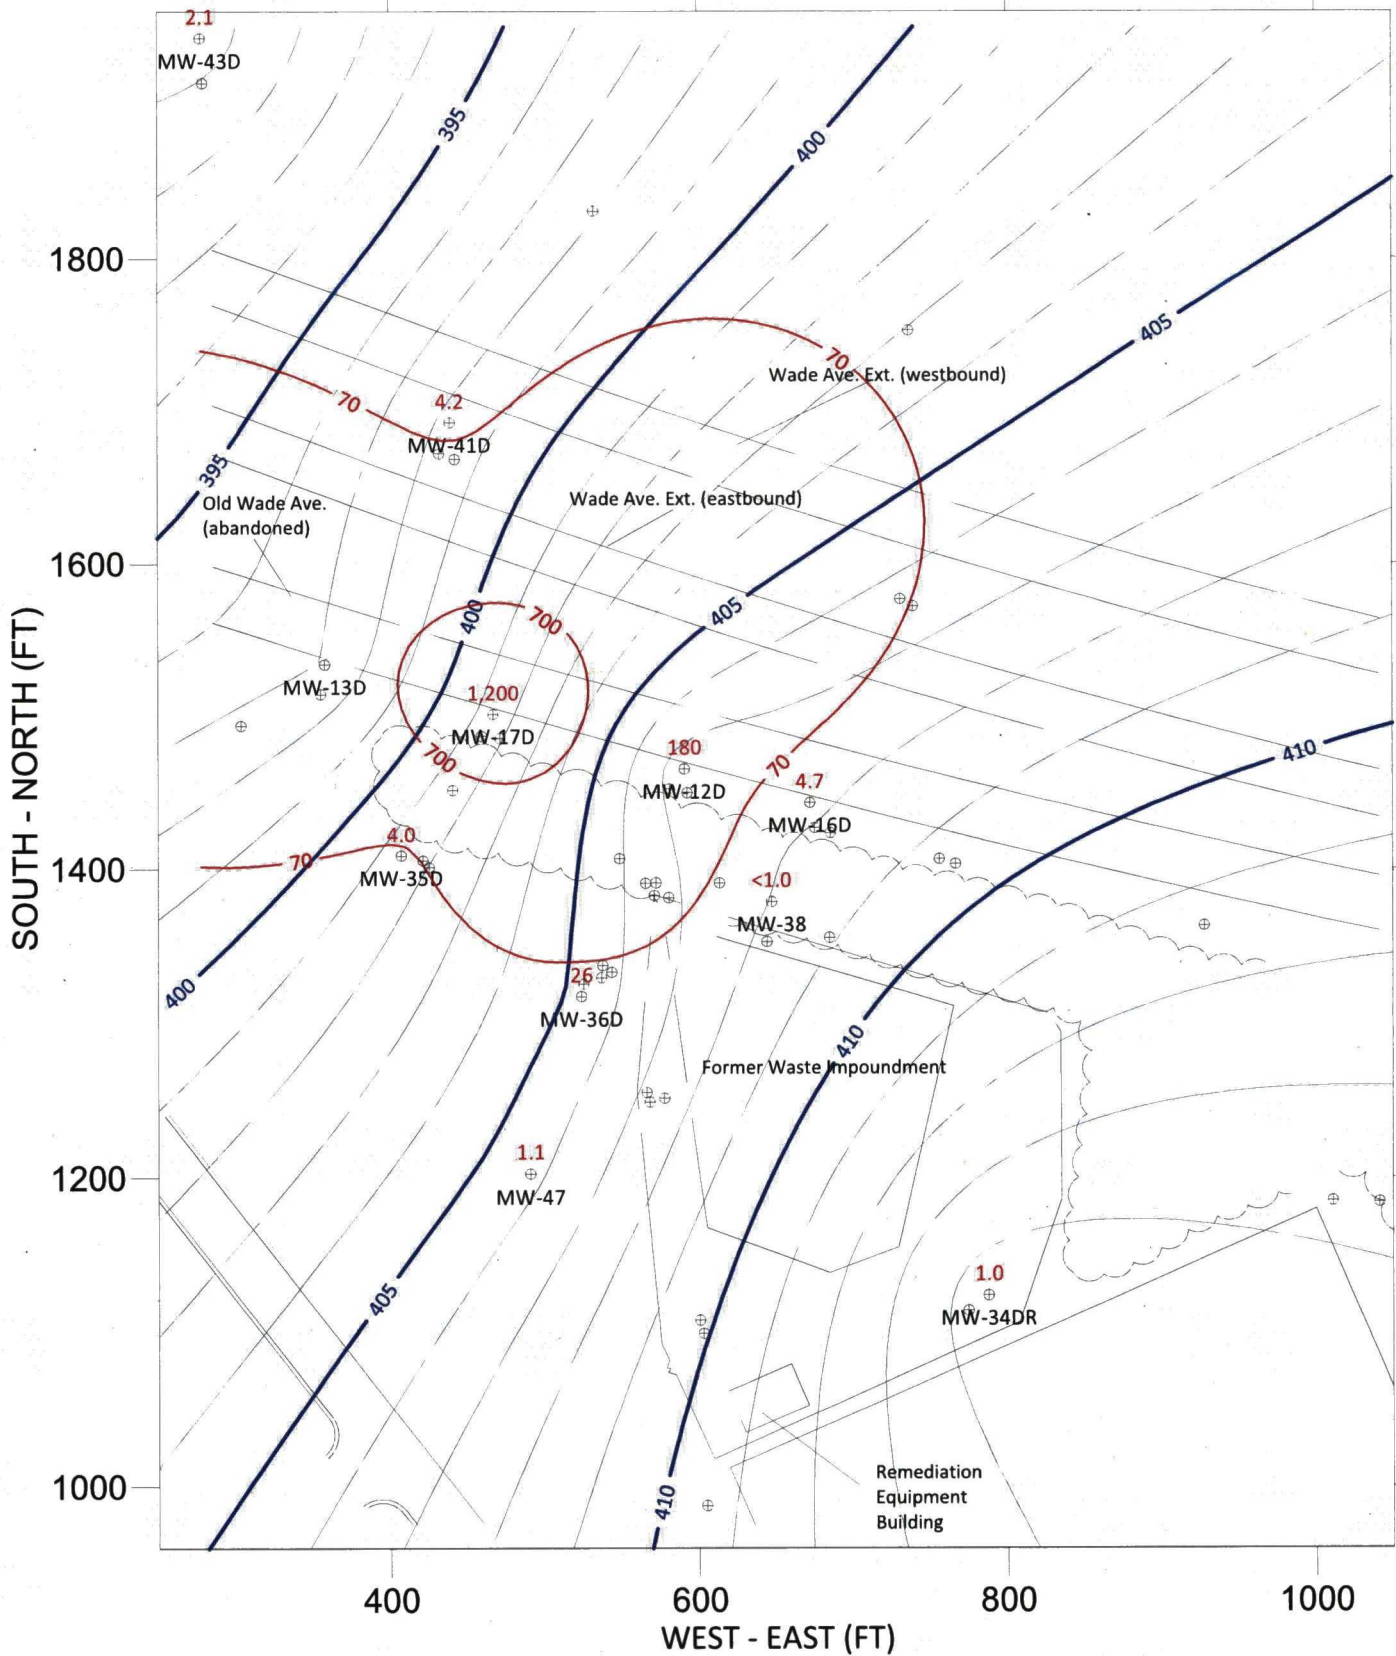 2.1
MW-43D
395
400
1800
405
70
Wade Ave. Ext. (westbound)
4.2
70
MW-41D
395
Old Wade Ave.
(abandoned)
Wade Ave. Ext. (eastbound)
1600
400
700
405
MW-13D
1,200
MW-17D
700
180
MW-12D
70
4.7
MW-16D
410
1400
70
4.0
MW-35D
<1.0
MW-38
400
26
MW-36D
410
Former Waste Impoundment
1200
1.1
MW-47
405
1.0
MW-34DR
1000
410
Remediation
Equipment
Building
SOUTH - NORTH (FT)
400
600
800
1000
WEST - EAST (FT)